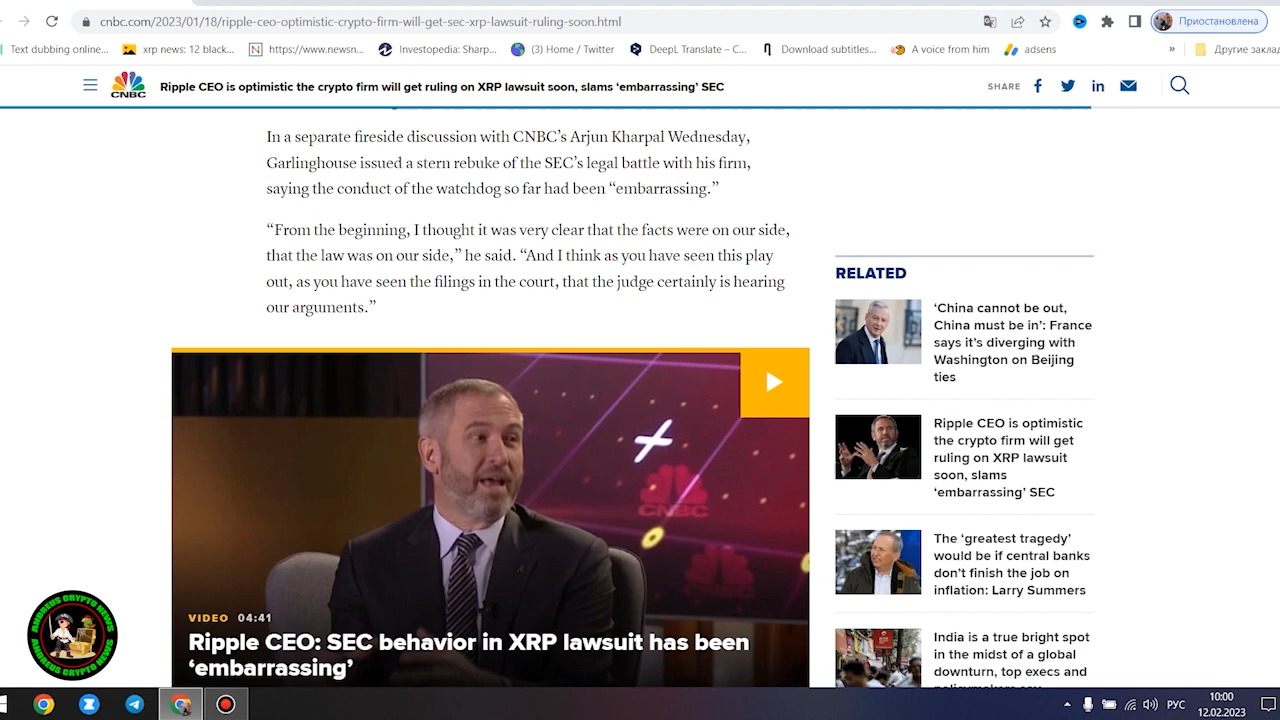 cnbc.com/2023/01/18/ripple-ceo-optimistic-crypto-firm-will-get-sec-xrp-lawsuit-ruling-soon.html
Приостановлена
Text dubbing online...
xrp news: 12 black...
https://www.newsn...
Investopedia: Sharp...
(3) Home / Twitter
DeepL Translate – C...
Download subtitles...
A voice from him
adsens
»
Другие заклад
CNBC
Ripple CEO is optimistic the crypto firm will get ruling on XRP lawsuit soon, slams ‘embarrassing’ SEC
SHARE
In a separate fireside discussion with CNBC’s Arjun Kharpal Wednesday,
Garlinghouse issued a stern rebuke of the SEC’s legal battle with his firm,
saying the conduct of the watchdog so far had been “embarrassing.”
“From the beginning, I thought it was very clear that the facts were on our side,
that the law was on our side,” he said. “And I think as you have seen this play
out, as you have seen the filings in the court, that the judge certainly is hearing
our arguments.”
CNBC
VIDEO 04:41
Ripple CEO: SEC behavior in XRP lawsuit has been
‘embarrassing’
RELATED
‘China cannot be out,
China must be in’: France
says it’s diverging with
Washington on Beijing
ties
Ripple CEO is optimistic
the crypto firm will get
ruling on XRP lawsuit
soon, slams
‘embarrassing’ SEC
The ‘greatest tragedy’
would be if central banks
don’t finish the job on
inflation: Larry Summers
India is a true bright spot
in the midst of a global
downturn, top execs and
ANDREUS CRYPTO NEWS
ANDREUS CRYPTO NEWS
РУС
10:00
12.02.2023